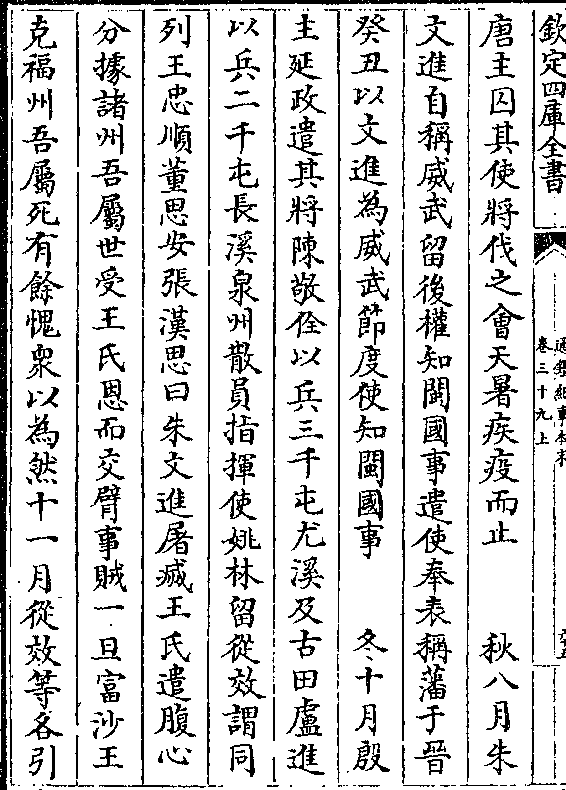 欽定四庫全書
卷三十九上
唐主囚其使將伐之會天暑疾疫而止　秋八月朱
文進自稱威武留後權知閩國事遣使奉表稱藩于晉
癸丑以文進為威武節度使知閩國事　冬十月殷
主延政遣其將陳敬佺以兵三千屯尤溪及古田盧進
以兵二千屯長溪泉州散員指揮使姚林留從效謂同
列王忠順董思安張漢思曰朱文進屠滅王氏遣腹心
分據諸州吾屬世受王氏恩而交臂事賊一旦富沙王
克福州吾屬死有餘愧衆以為然十一月從效等各引